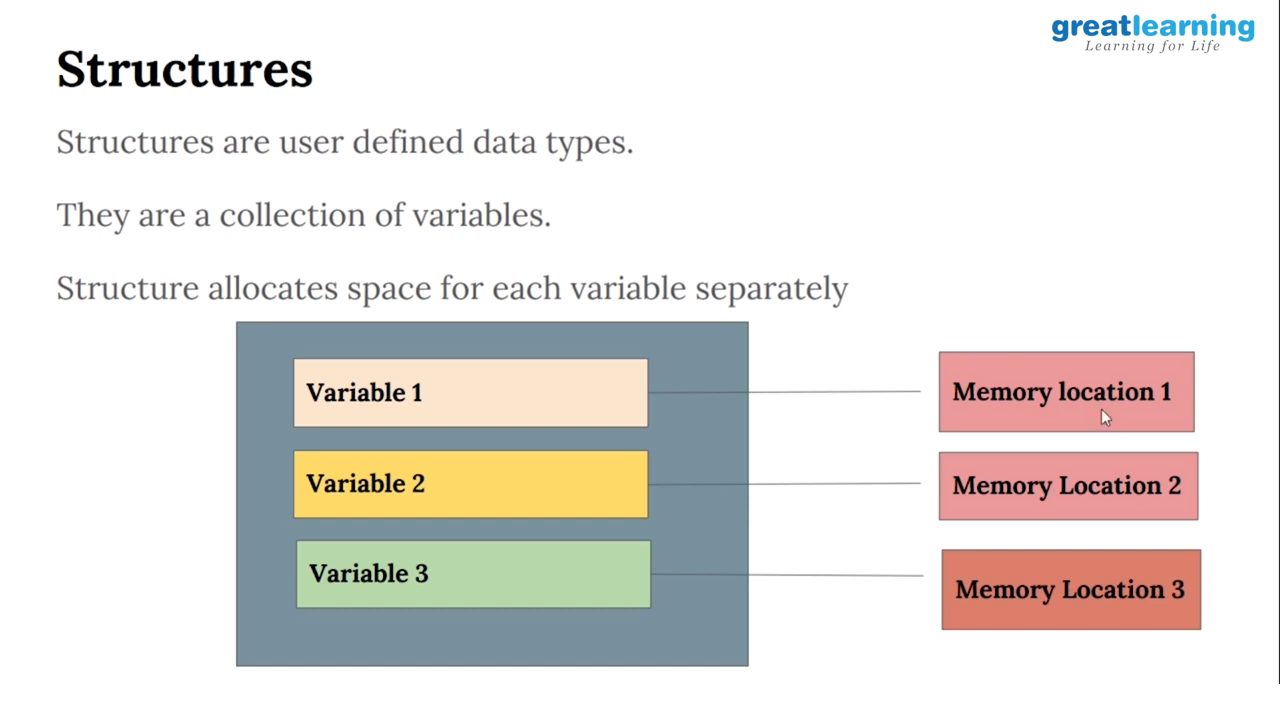 greatlearning
Learning for Life
Structures
Structures are user defined data types.
They are a collection of variables.
Structure allocates space for each variable separately
Variable 1
Memory location 1
Variable 2
Memory Location 2
Variable 3
Memory Location 3